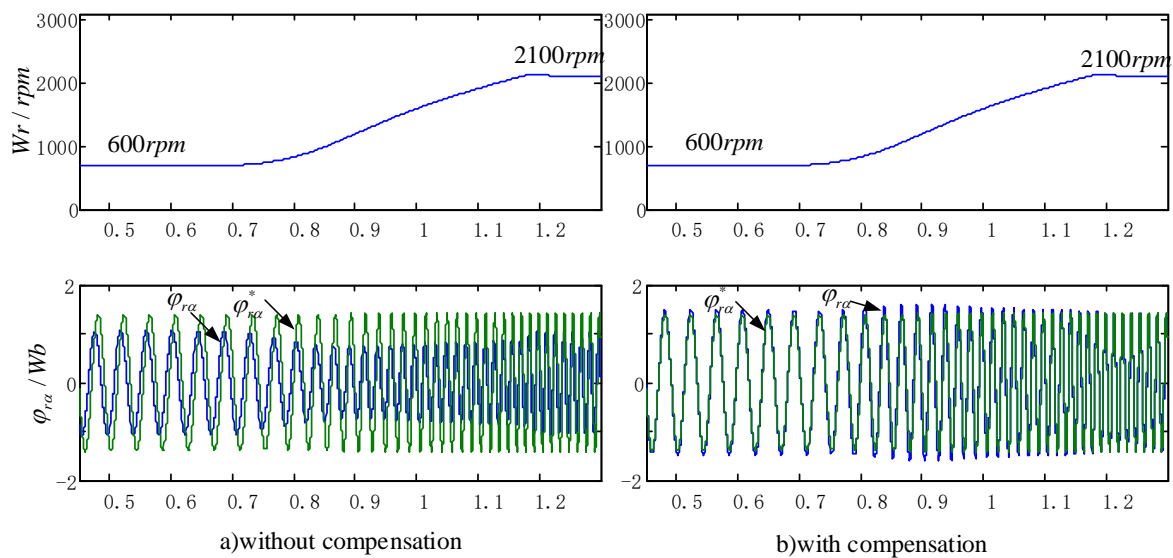 3000
2000
1000
0
Wr / rpm
600rpm
2100rpm
0.5 0.6 0.7 0.8 0.9 1 1.1 1.2
3000
2000
1000
0
600rpm
2100rpm
0.5 0.6 0.7 0.8 0.9 1 1.1 1.2
2
0
-2
φrα / Wb
φrα
φ*rα
0.5 0.6 0.7 0.8 0.9 1 1.1 1.2
a)without compensation
2
0
-2
φ*rα
φrα
0.5 0.6 0.7 0.8 0.9 1 1.1 1.2
b)with compensation